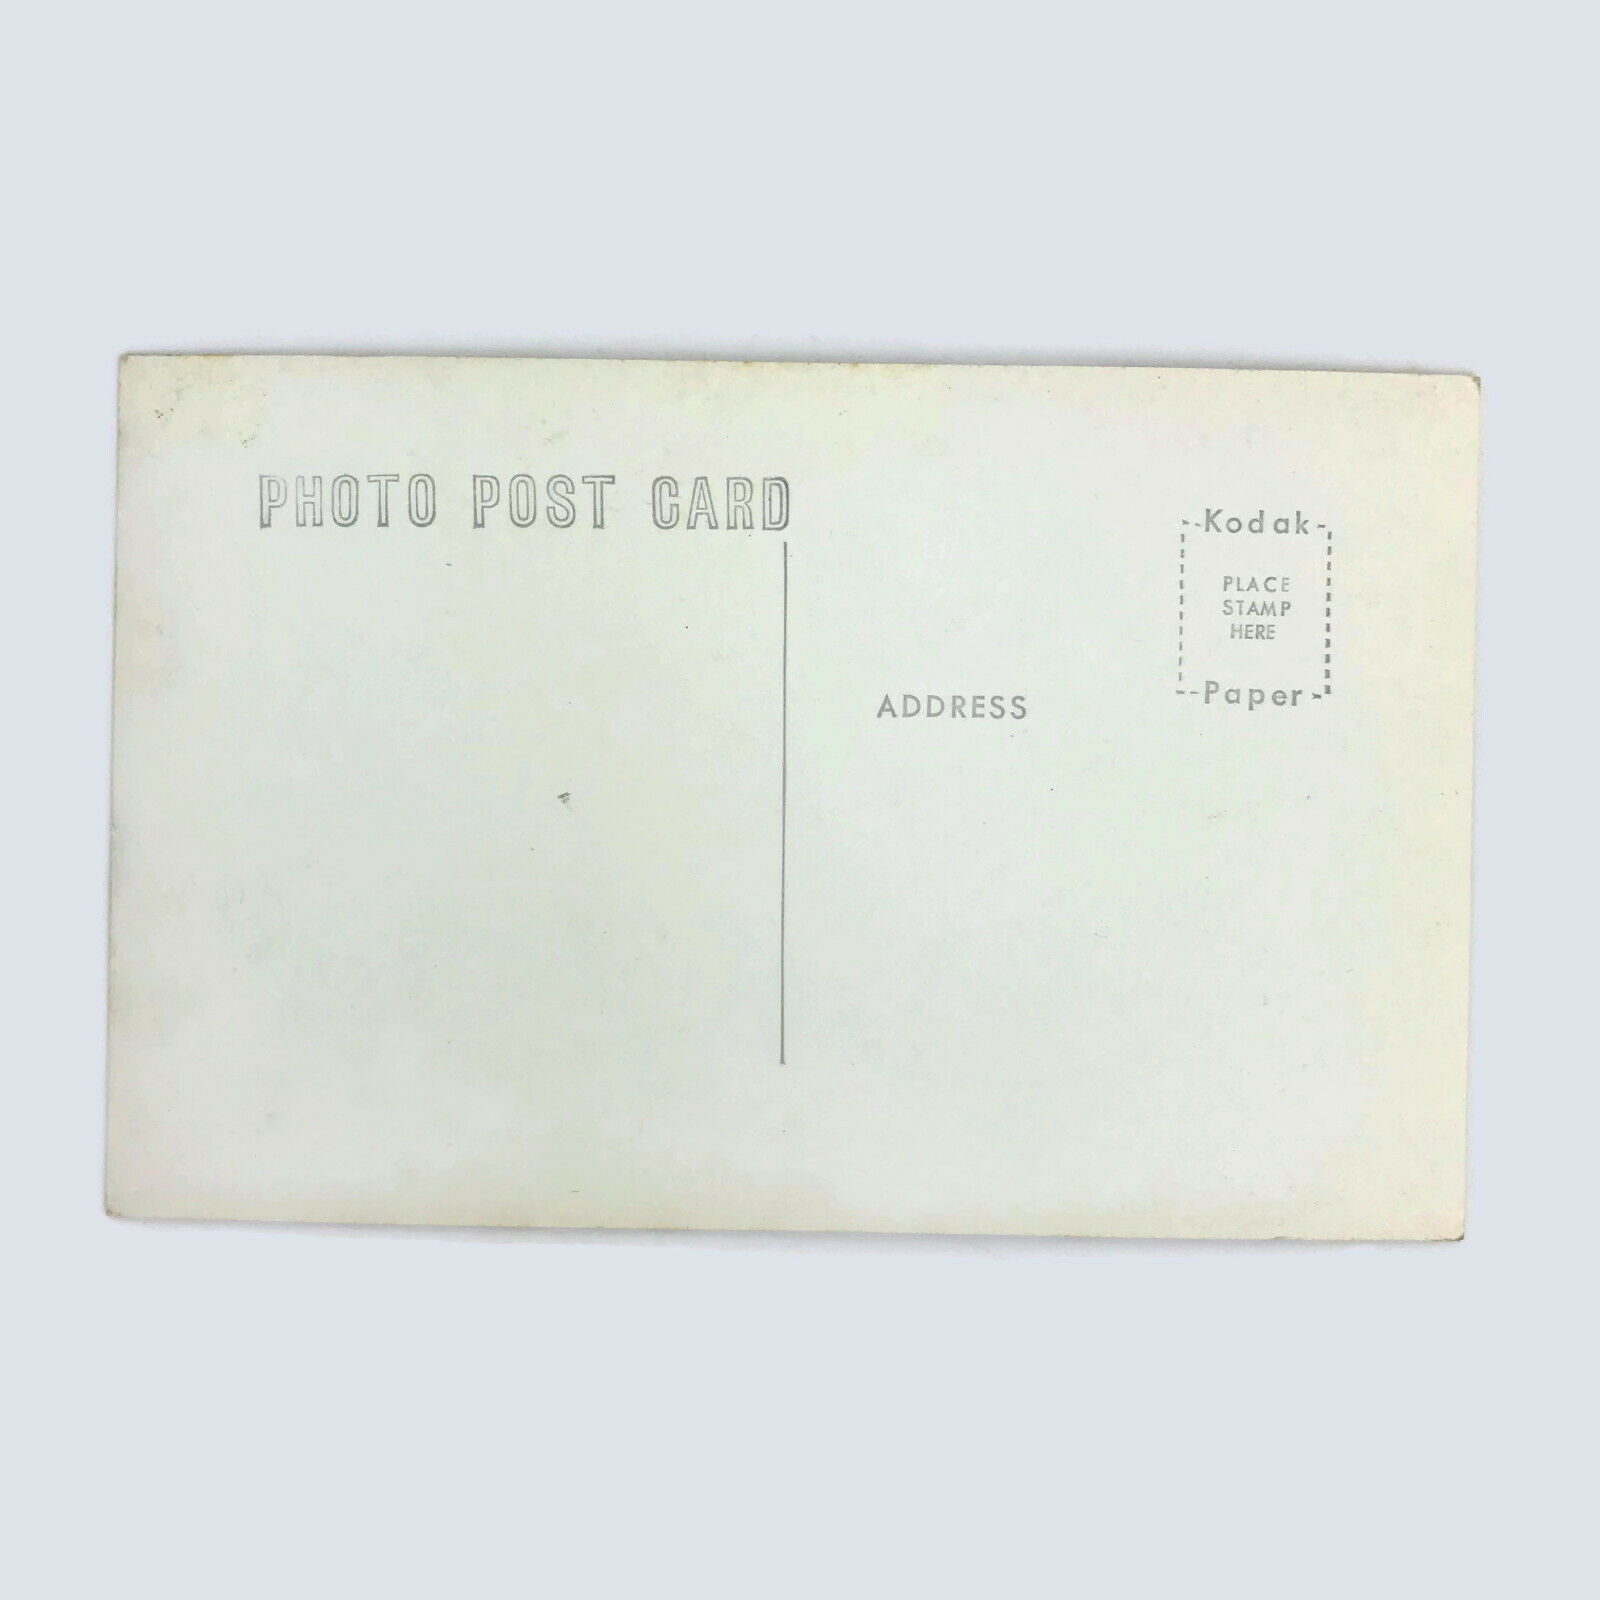 PHOTO POST CARD
Kodak
PLACE
STAMP
HERE
Paper
ADDRESS